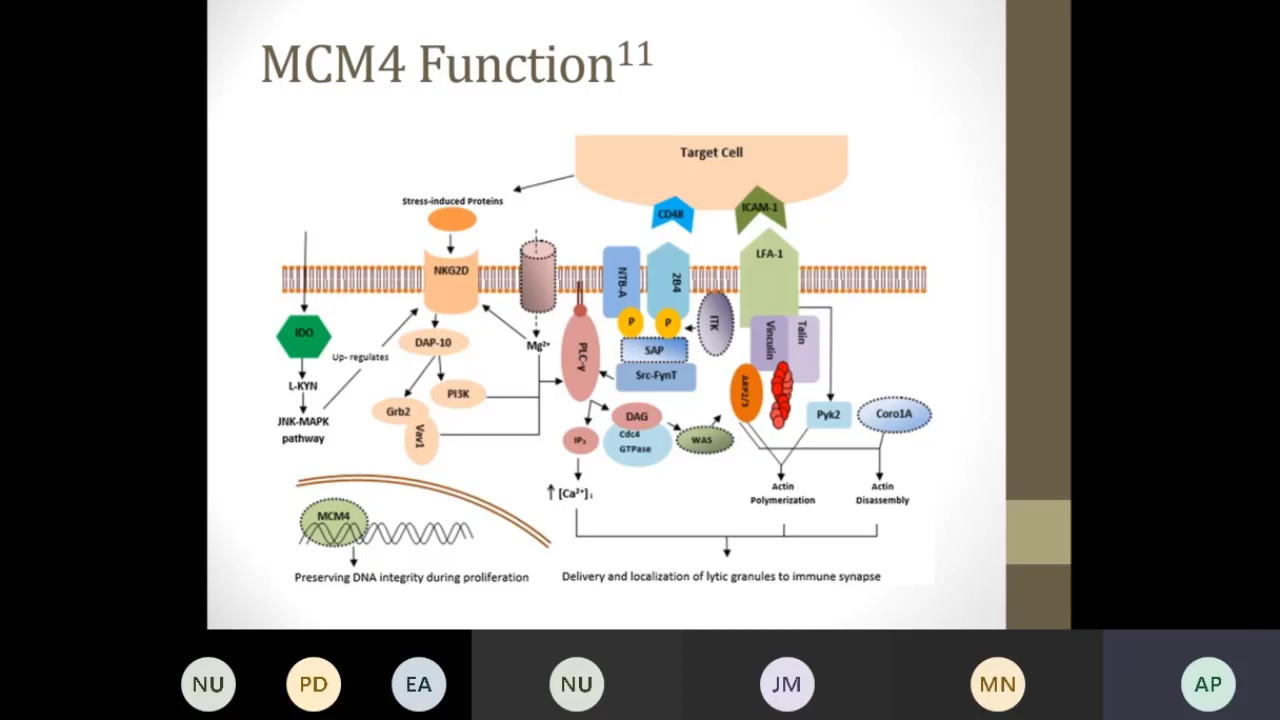 MCM4 Function11
Target Cell
Stress-induced Proteins
CD48
ICAM-1
NKG2D
NTB-A
2B4
LFA-1
IDO
Up- regulates
DAP-10
Mg²⁺
PLC-γ
P
P
ITK
SAP
Src-FynT
Vinculin
Talin
L-KYN
JNK-MAPK
pathway
PI3K
Grb2
Vav1
ARP2/3
Pyk2
Coro1A
DAG
IP₃
Cdc4
GTPase
WAS
[Ca²⁺]ᵢ
Actin
Polymerization
Actin
Disassembly
MCM4
Preserving DNA integrity during proliferation
Delivery and localization of lytic granules to immune synapse
NU
PD
EA
NU
JM
MN
AP